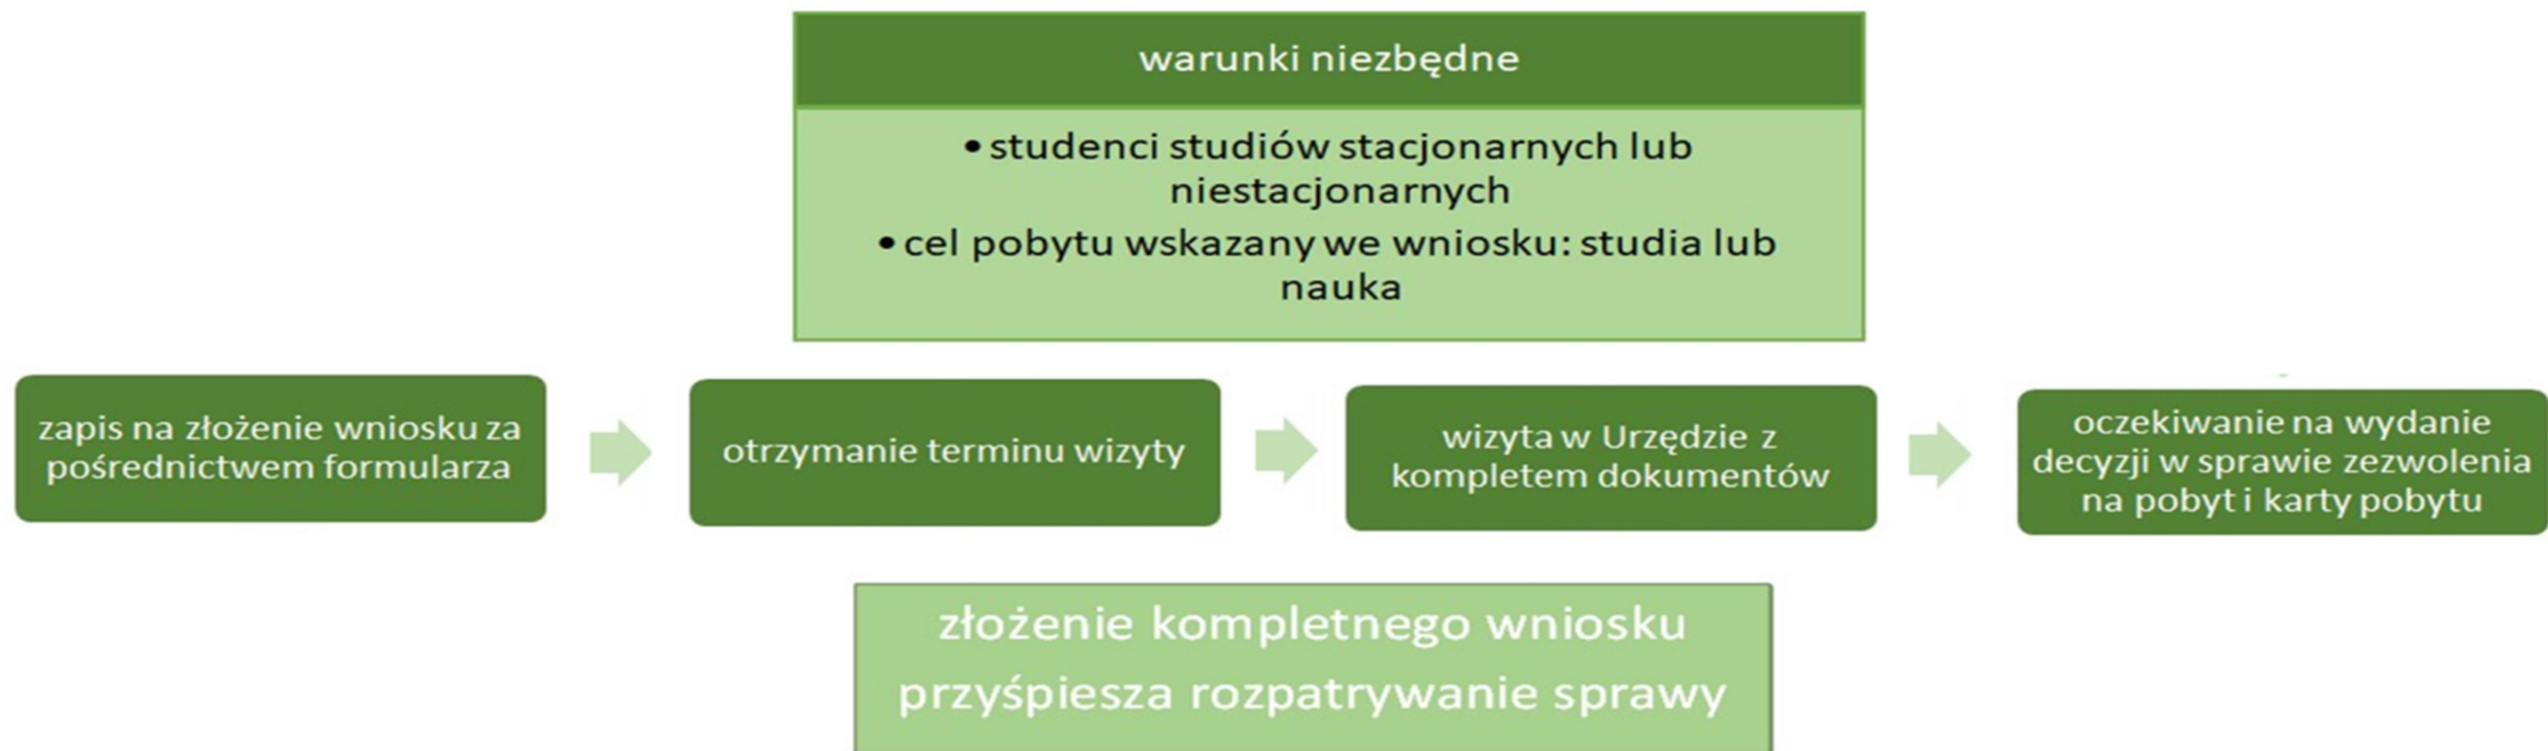 warunki niezbędne
• studenci studiów stacjonarnych lub
niestacjonarnych
• cel pobytu wskazany we wniosku: studia lub
nauka
zapis na złożenie wniosku za
pośrednictwem formularza
otrzymanie terminu wizyty
wizyta w Urzędzie z
kompletem dokumentów
oczekiwanie na wydanie
decyzji w sprawie zezwolenia
na pobyt i karty pobytu
złożenie kompletnego wniosku
przyśpiesza rozpatrywanie sprawy